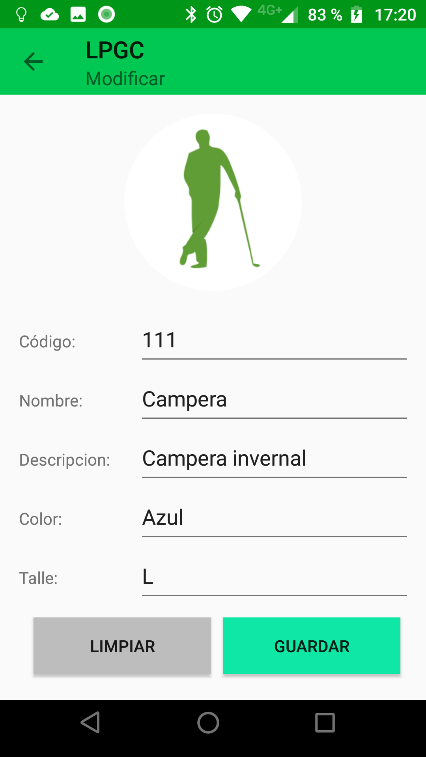 4G+ 83 % 17:20
LPGC
Modificar
Código: 111
Nombre: Campera
Descripcion: Campera invernal
Color: Azul
Talle: L
LIMPIAR GUARDAR